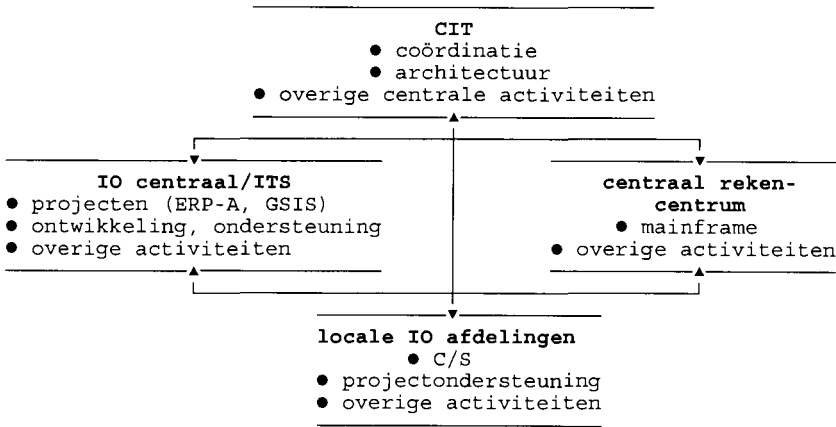 CIT
● coördinatie
● architectuur
● overige centrale activiteiten
IO centraal/ITS
● projecten (ERP-A, GSIS)
● ontwikkeling, ondersteuning
● overige activiteiten
centraal reken-
centrum
● mainframe
● overige activiteiten
locale IO afdelingen
● C/S
● projectondersteuning
● overige activiteiten